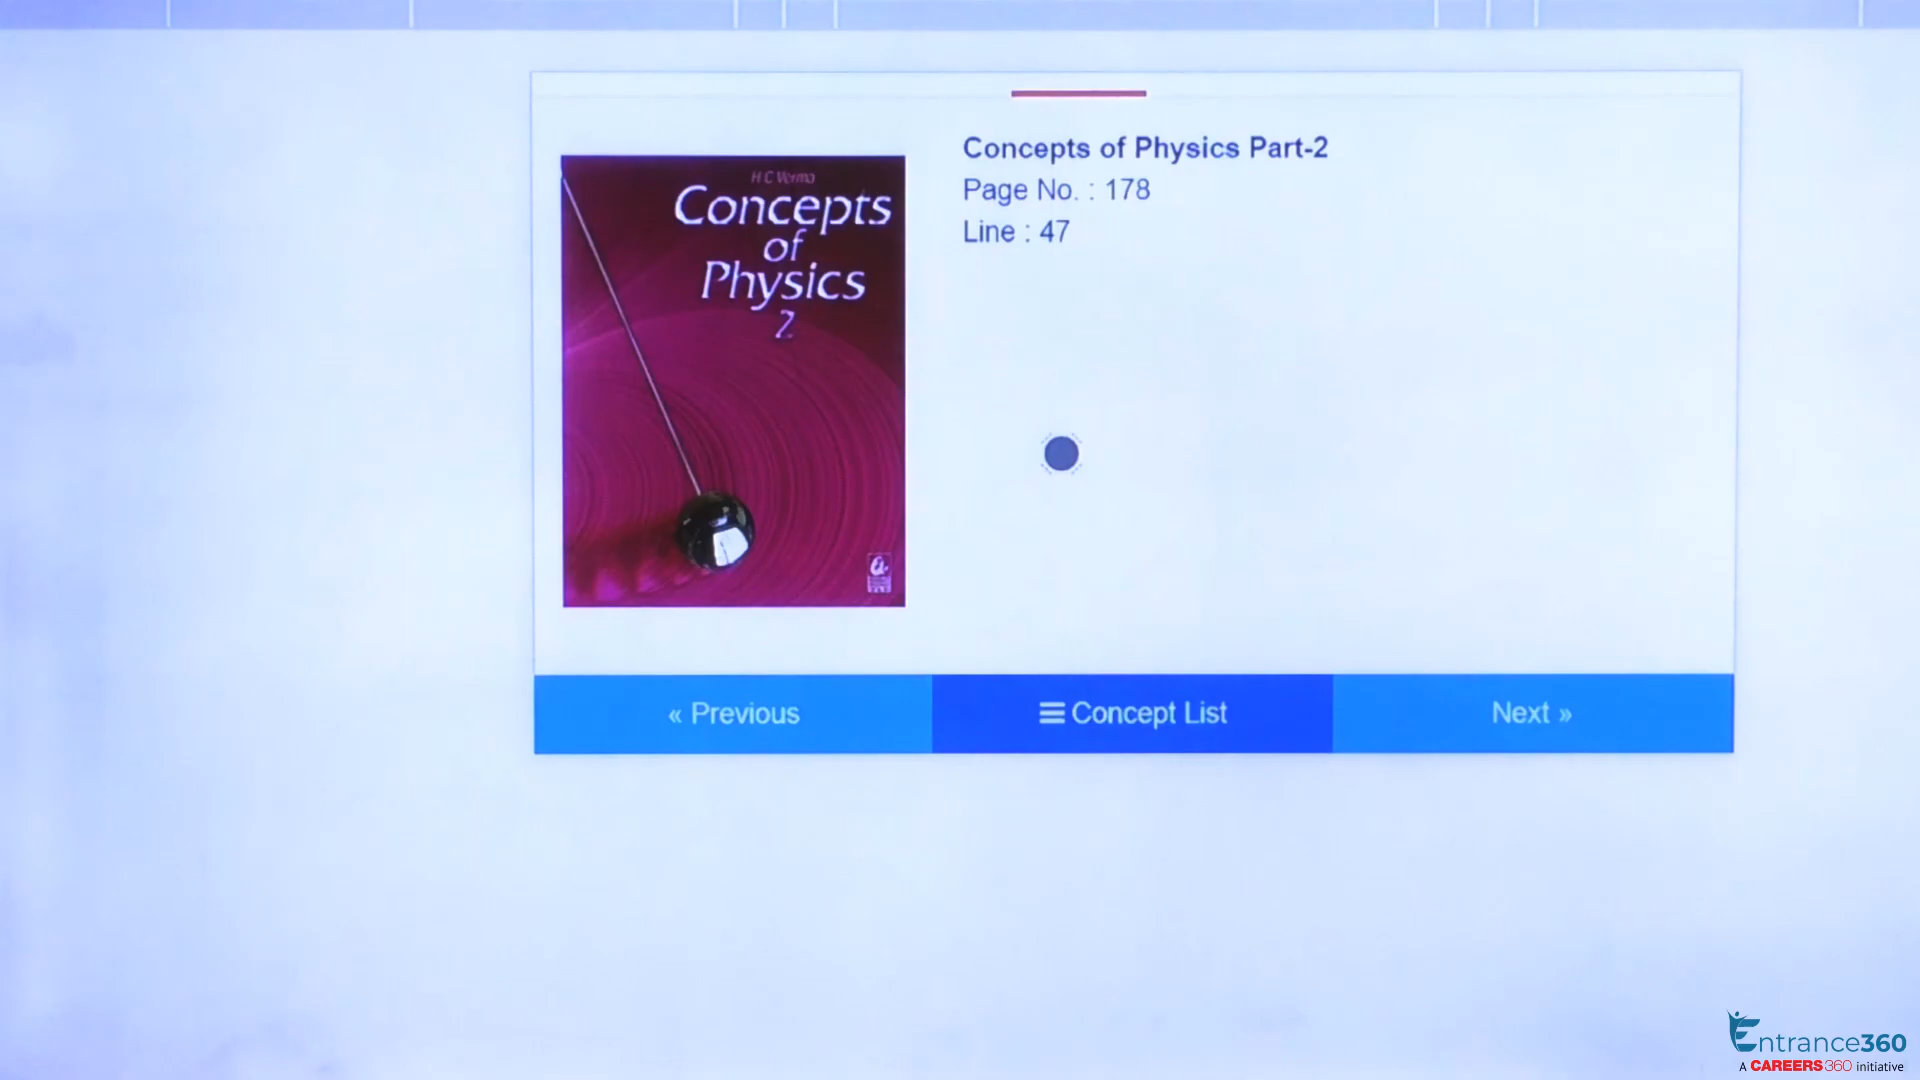 Concepts of Physics Part-2
Page No. : 178
Line : 47
H C Verma
Concepts
of
Physics
2
« Previous
Concept List
Next »
Entrance360
A CAREERS360 initiative